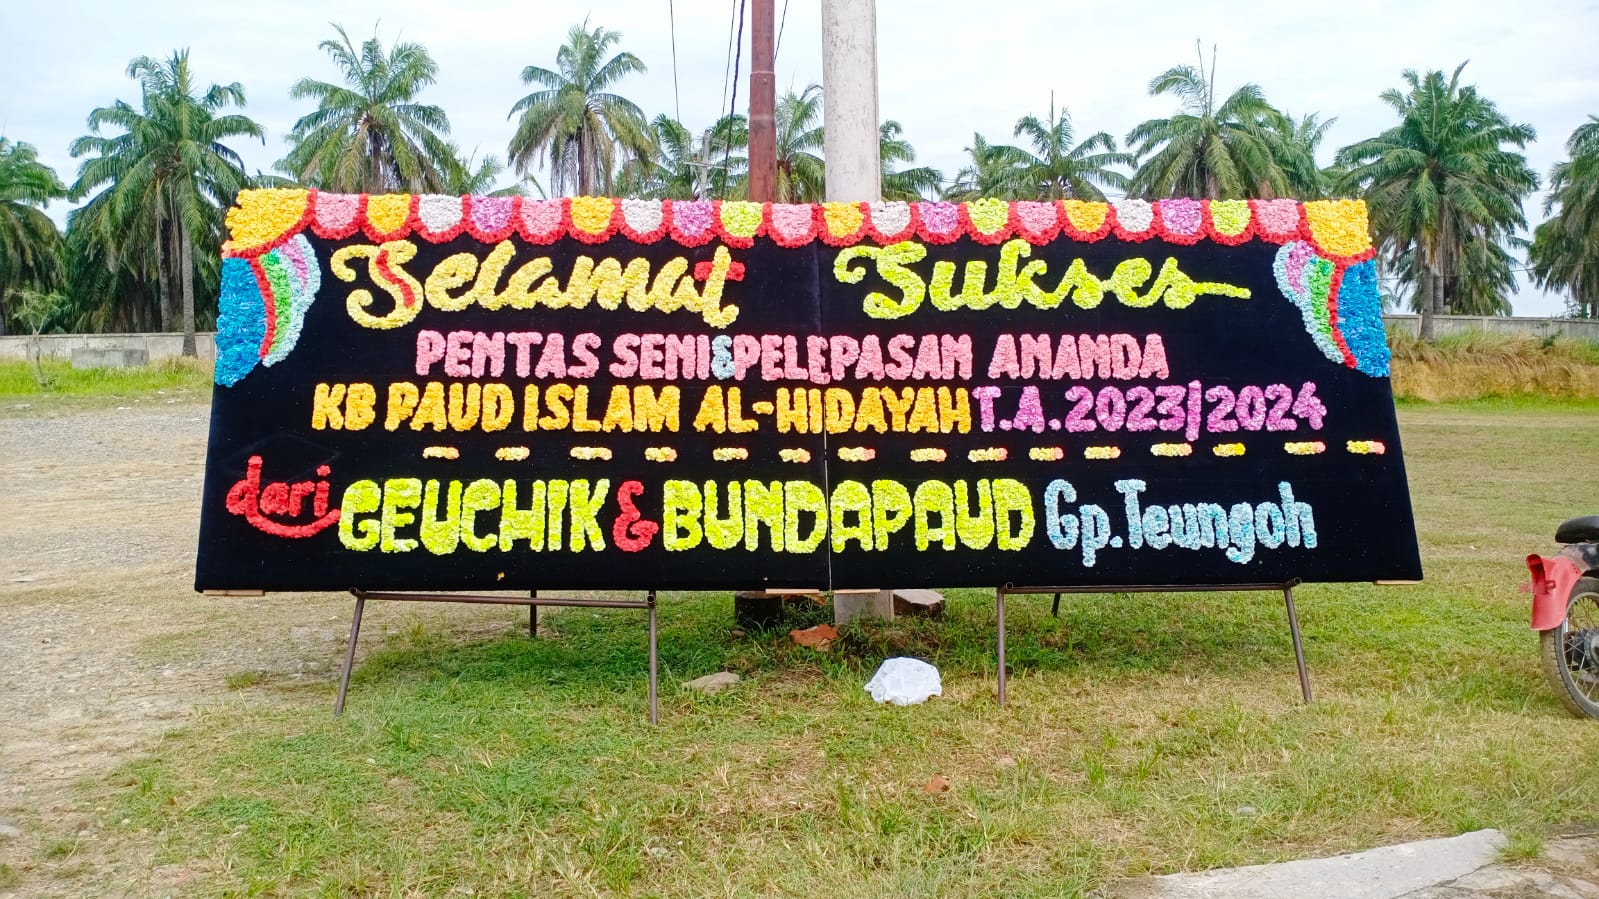 Selamat Sukses
PENTAS SENI & PELEPASAN ANANDA
KB PAUD ISLAM AL-HIDAYAH T.A. 2023/2024
dari GEUCHIK & BUNDAPAUD Gp. Teungoh